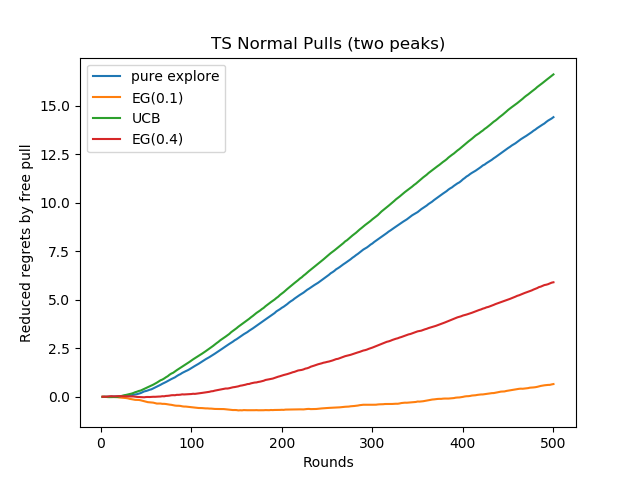 TS Normal Pulls (two peaks)
pure explore
EG(0.1)
UCB
EG(0.4)
Reduced regrets by free pull
15.0
12.5
10.0
7.5
5.0
2.5
0.0
0
100
200
300
400
500
Rounds